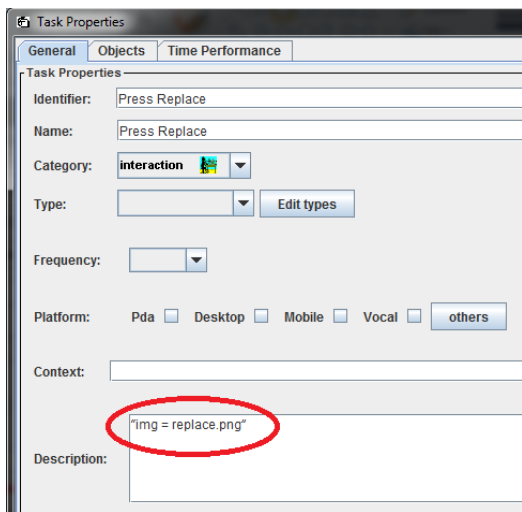 Task Properties
General Objects Time Performance
Task Properties
Identifier: Press Replace
Name: Press Replace
Category: interaction
Type: Edit types
Frequency:
Platform: Pda Desktop Mobile Vocal others
Context:
"img = replace.png"
Description: